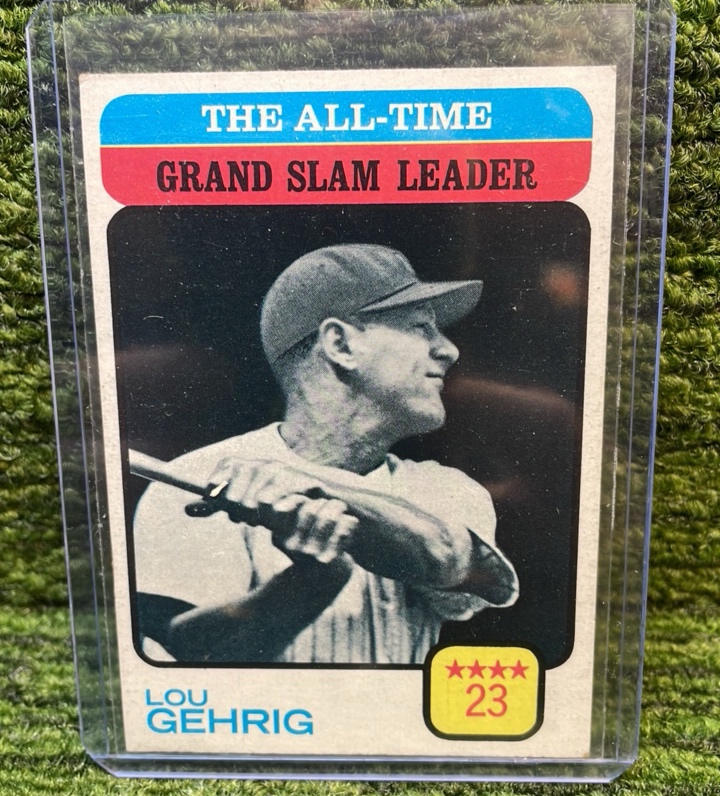 THE ALL-TIME
GRAND SLAM LEADER
★★★★
23
LOU
GEHRIG